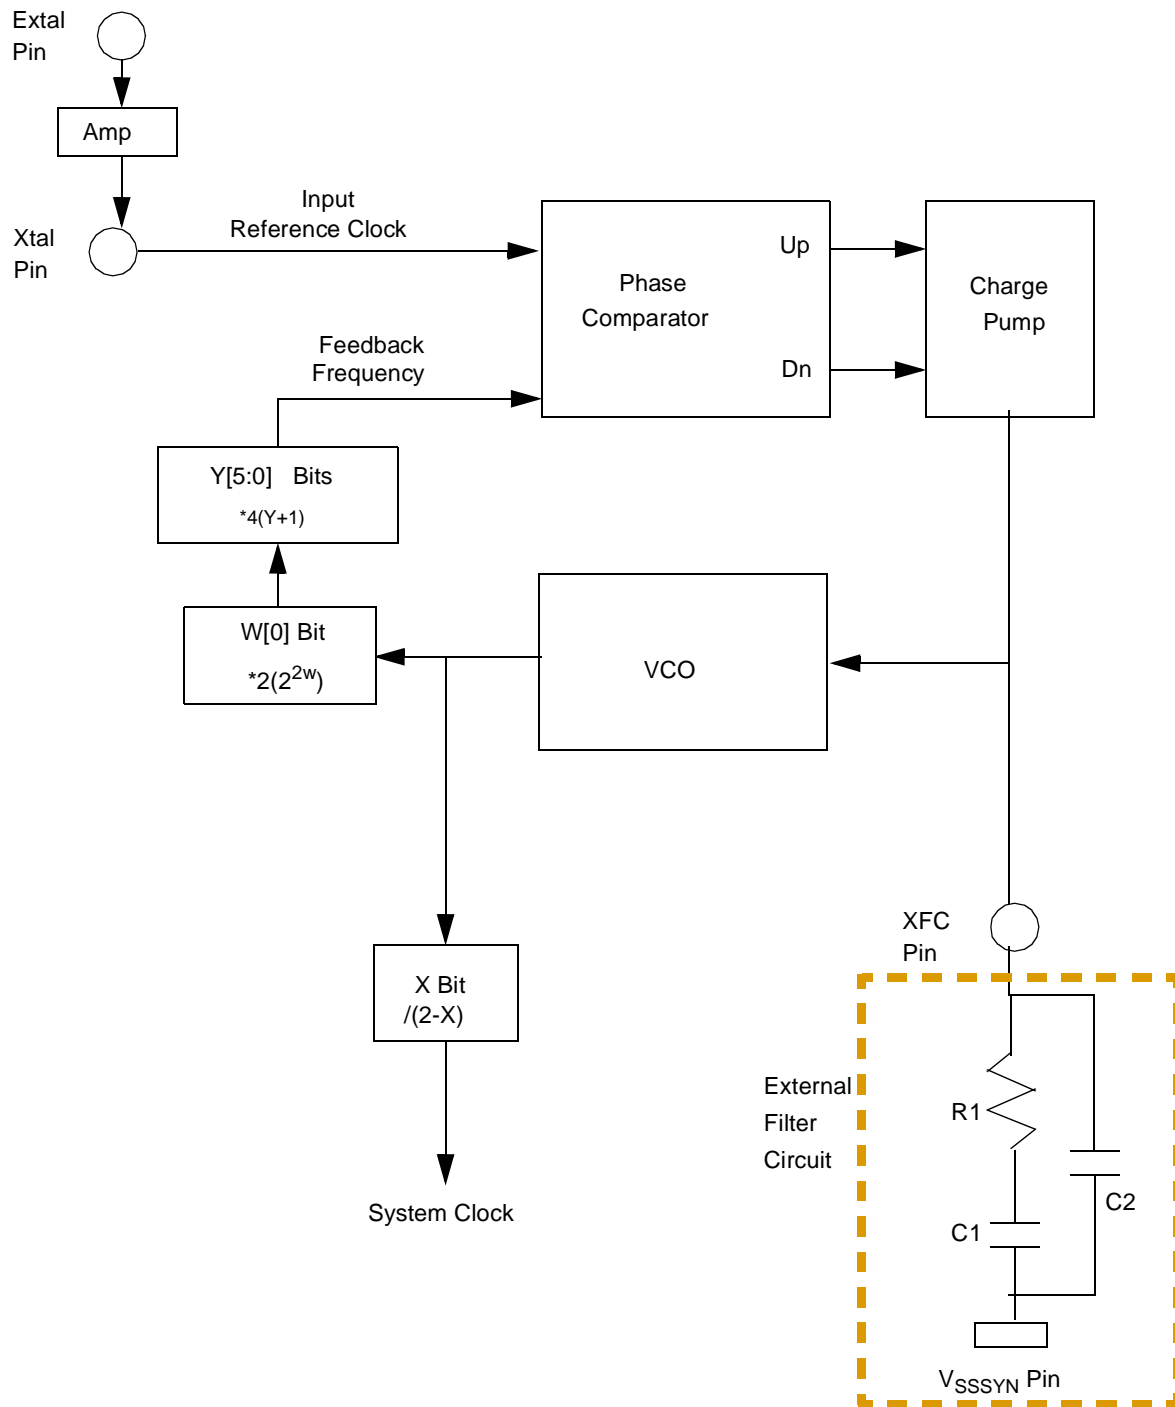 Extal
Pin
Amp
Xtal
Pin
Input
Reference Clock
Phase
Comparator
Up
Dn
Charge
Pump
Feedback
Frequency
Y[5:0] Bits
*4(Y+1)
W[0] Bit
*2(2^2w)
VCO
X Bit
/(2-X)
System Clock
XFC
Pin
External
Filter
Circuit
R1
C1
C2
VSSSYN Pin